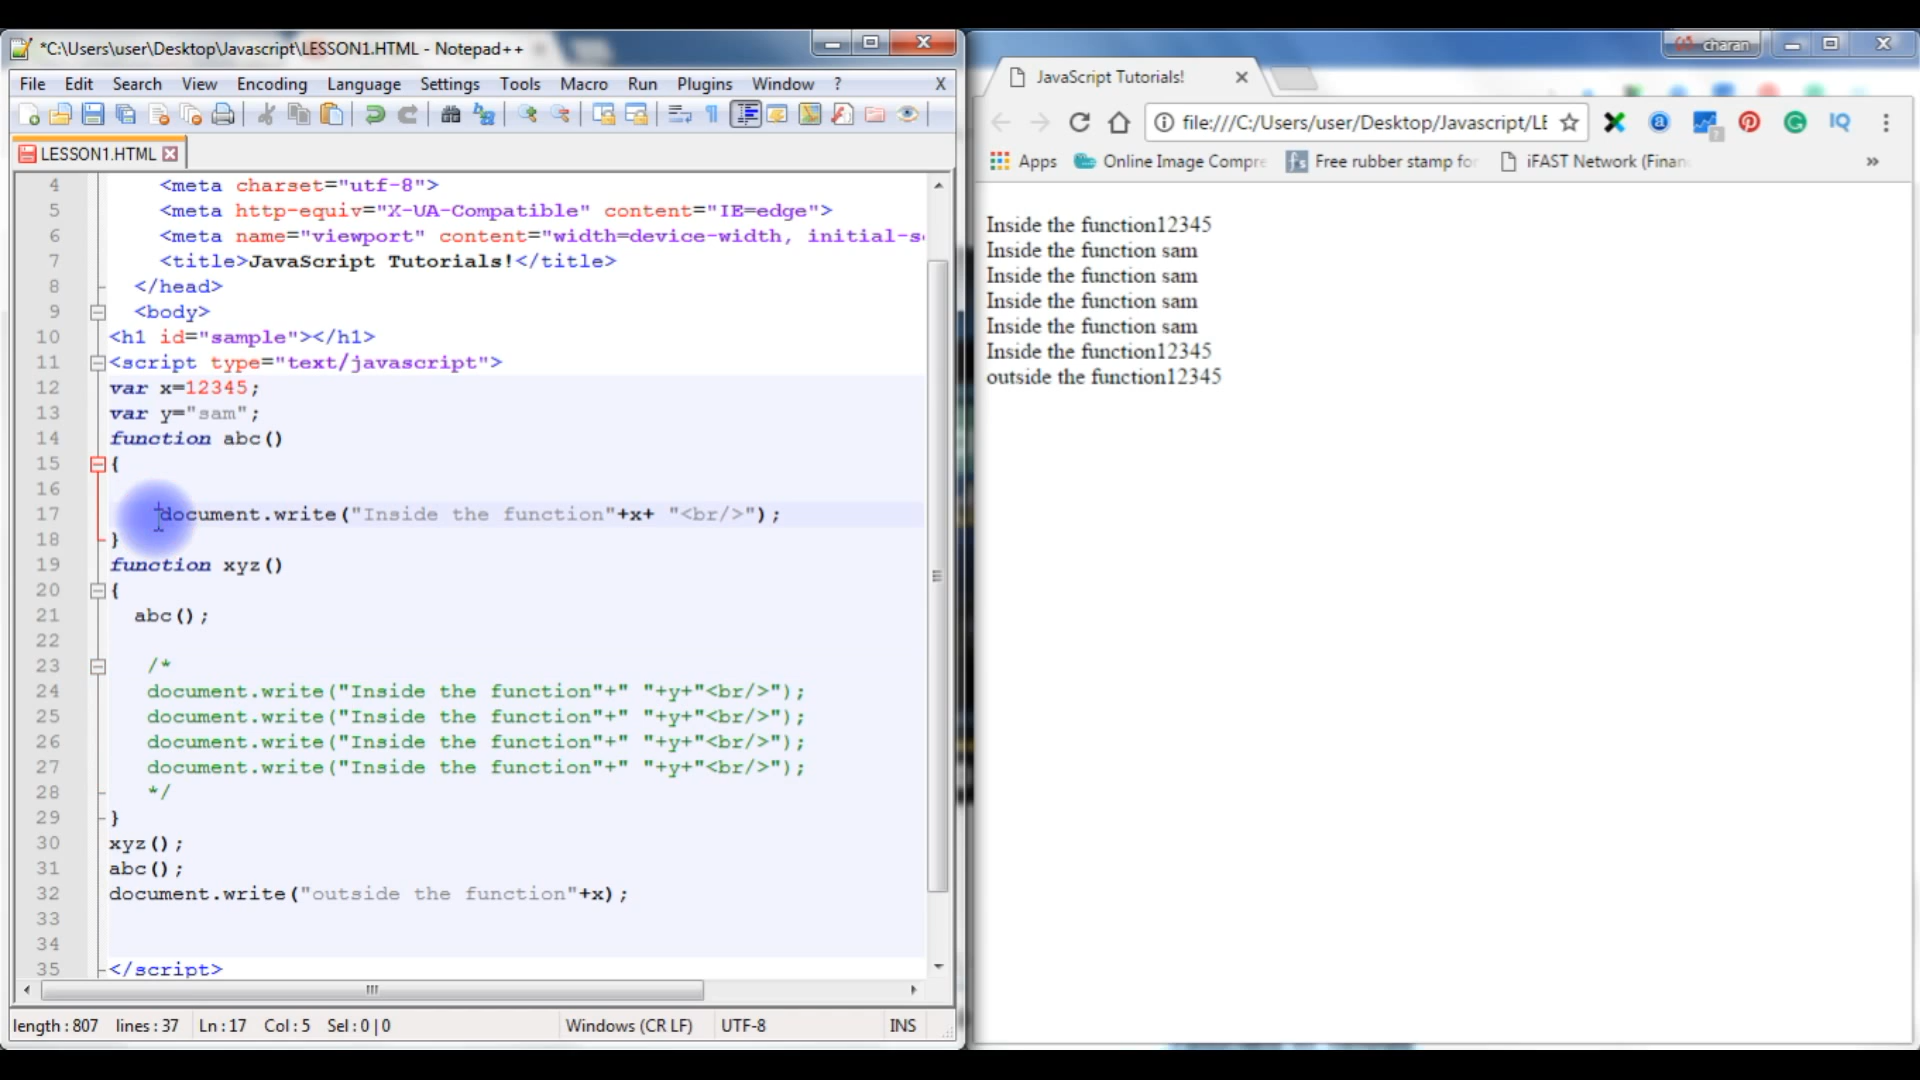 *C:\Users\user\Desktop\Javascript\LESSON1.HTML - Notepad++
File Edit Search View Encoding Language Settings Tools Macro Run Plugins Window ? X
LESSON1.HTML
4 <meta charset="utf-8">
5 <meta http-equiv="X-UA-Compatible" content="IE=edge">
6 <meta name="viewport" content="width=device-width, initial-s
7 <title>JavaScript Tutorials!</title>
8 </head>
9 <body>
10 <h1 id="sample"></h1>
11 <script type="text/javascript">
12 var x=12345;
13 var y="sam";
14 function abc()
15 {
16
17 document.write("Inside the function"+x+ "<br/>");
18 }
19 function xyz()
20 {
21 abc();
22
23 /*
24 document.write("Inside the function"+" "+y+"<br/>");
25 document.write("Inside the function"+" "+y+"<br/>");
26 document.write("Inside the function"+" "+y+"<br/>");
27 document.write("Inside the function"+" "+y+"<br/>");
28 */
29 }
30 xyz();
31 abc();
32 document.write("outside the function"+x);
33
34
35 </script>
length : 807 lines : 37 Ln : 17 Col : 5 Sel : 0 | 0 Windows (CR LF) UTF-8 INS
charan
JavaScript Tutorials!
file:///C:/Users/user/Desktop/Javascript/LE
IQ
Apps Online Image Compre Free rubber stamp for iFAST Network (Finan »
Inside the function12345
Inside the function sam
Inside the function sam
Inside the function sam
Inside the function sam
Inside the function12345
outside the function12345